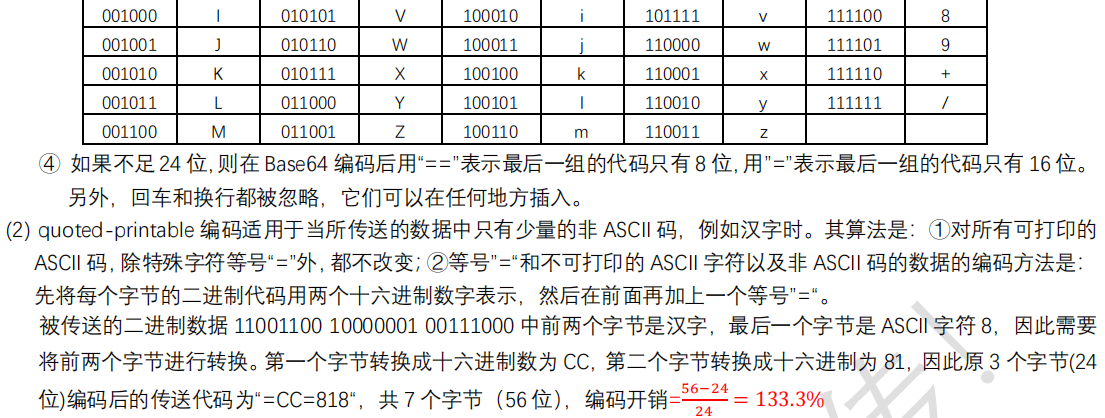 001000 I 010101 V 100010 i 101111 v 111100 8
001001 J 010110 W 100011 j 110000 w 111101 9
001010 K 010111 X 100100 k 110001 x 111110 +
001011 L 011000 Y 100101 l 110010 y 111111 /
001100 M 011001 Z 100110 m 110011 z
④ 如果不足 24 位, 则在 Base64 编码后用“==”表示最后一组的代码只有 8 位, 用”=”表示最后一组的代码只有 16 位。
另外，回车和换行都被忽略，它们可以在任何地方插入。
(2) quoted-printable 编码适用于当所传送的数据中只有少量的非 ASCII 码，例如汉字时。其算法是：①对所有可打印的
ASCII 码, 除特殊字符等号“=”外, 都不改变; ②等号”=“和不可打印的 ASCII 字符以及非 ASCII 码的数据的编码方法是：
先将每个字节的二进制代码用两个十六进制数字表示，然后在前面再加上一个等号”=“。
被传送的二进制数据 11001100 10000001 00111000 中前两个字节是汉字，最后一个字节是 ASCII 字符 8，因此需要
将前两个字节进行转换。第一个字节转换成十六进制数为 CC, 第二个字节转换成十六进制为 81, 因此原 3 个字节(24
位)编码后的传送代码为“=CC=818“，共 7 个字节（56 位），编码开销=\frac{56−24}{24} = 133.3%
传！